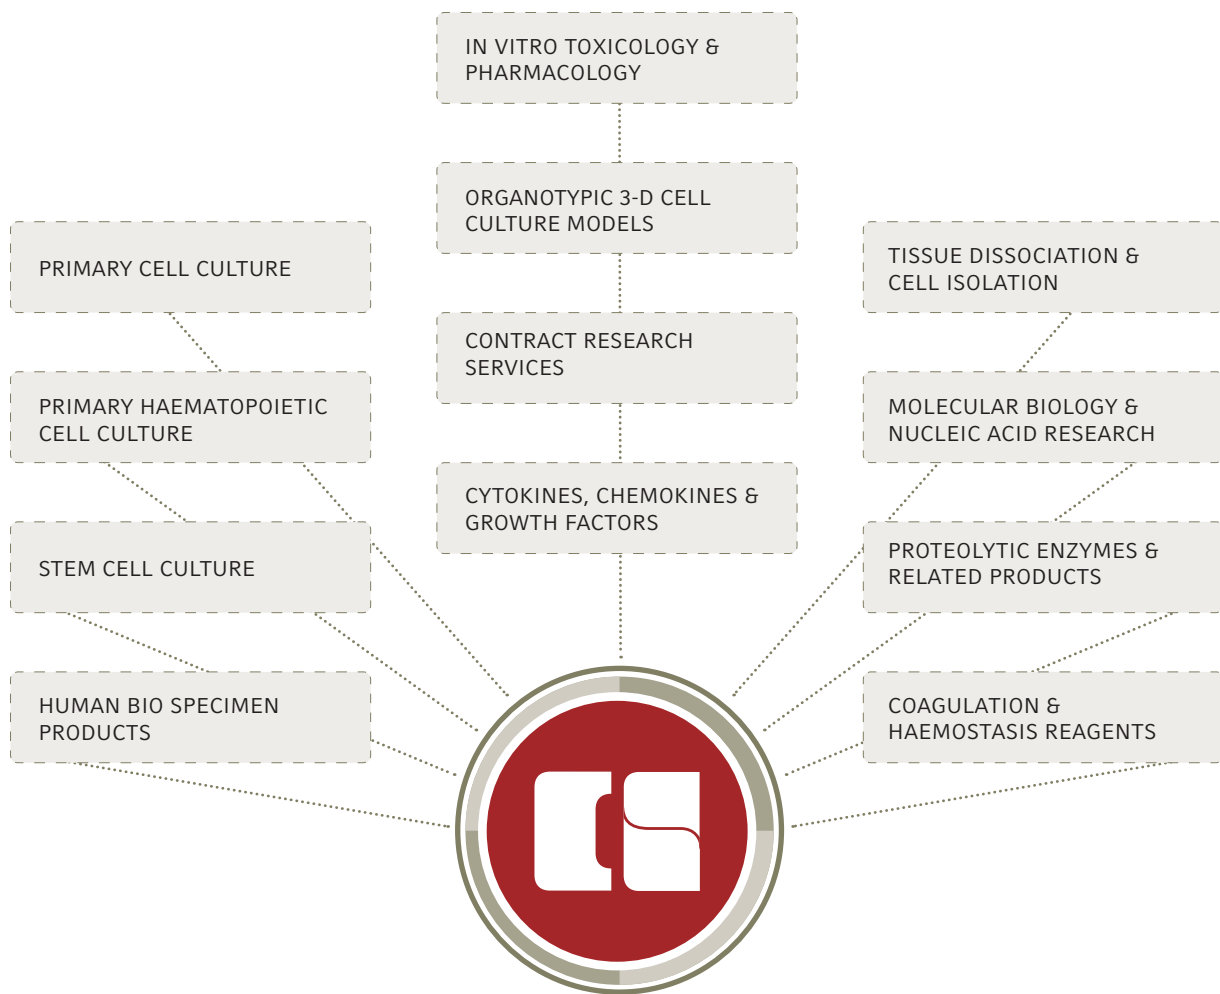 IN VITRO TOXICOLOGY &
PHARMACOLOGY
ORGANOTYPIC 3-D CELL
CULTURE MODELS
CONTRACT RESEARCH
SERVICES
CYTOKINES, CHEMOKINES &
GROWTH FACTORS
PRIMARY CELL CULTURE
PRIMARY HAEMATOPOIETIC
CELL CULTURE
STEM CELL CULTURE
HUMAN BIO SPECIMEN
PRODUCTS
TISSUE DISSOCIATION &
CELL ISOLATION
MOLECULAR BIOLOGY &
NUCLEIC ACID RESEARCH
PROTEOLYTIC ENZYMES &
RELATED PRODUCTS
COAGULATION &
HAEMOSTASIS REAGENTS
CS